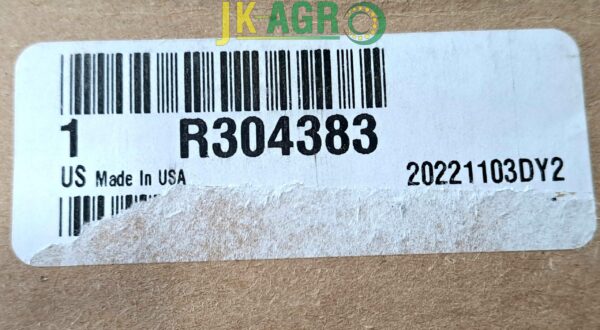 JK-AGRO
1 R304383
US Made In USA
20221103DY2